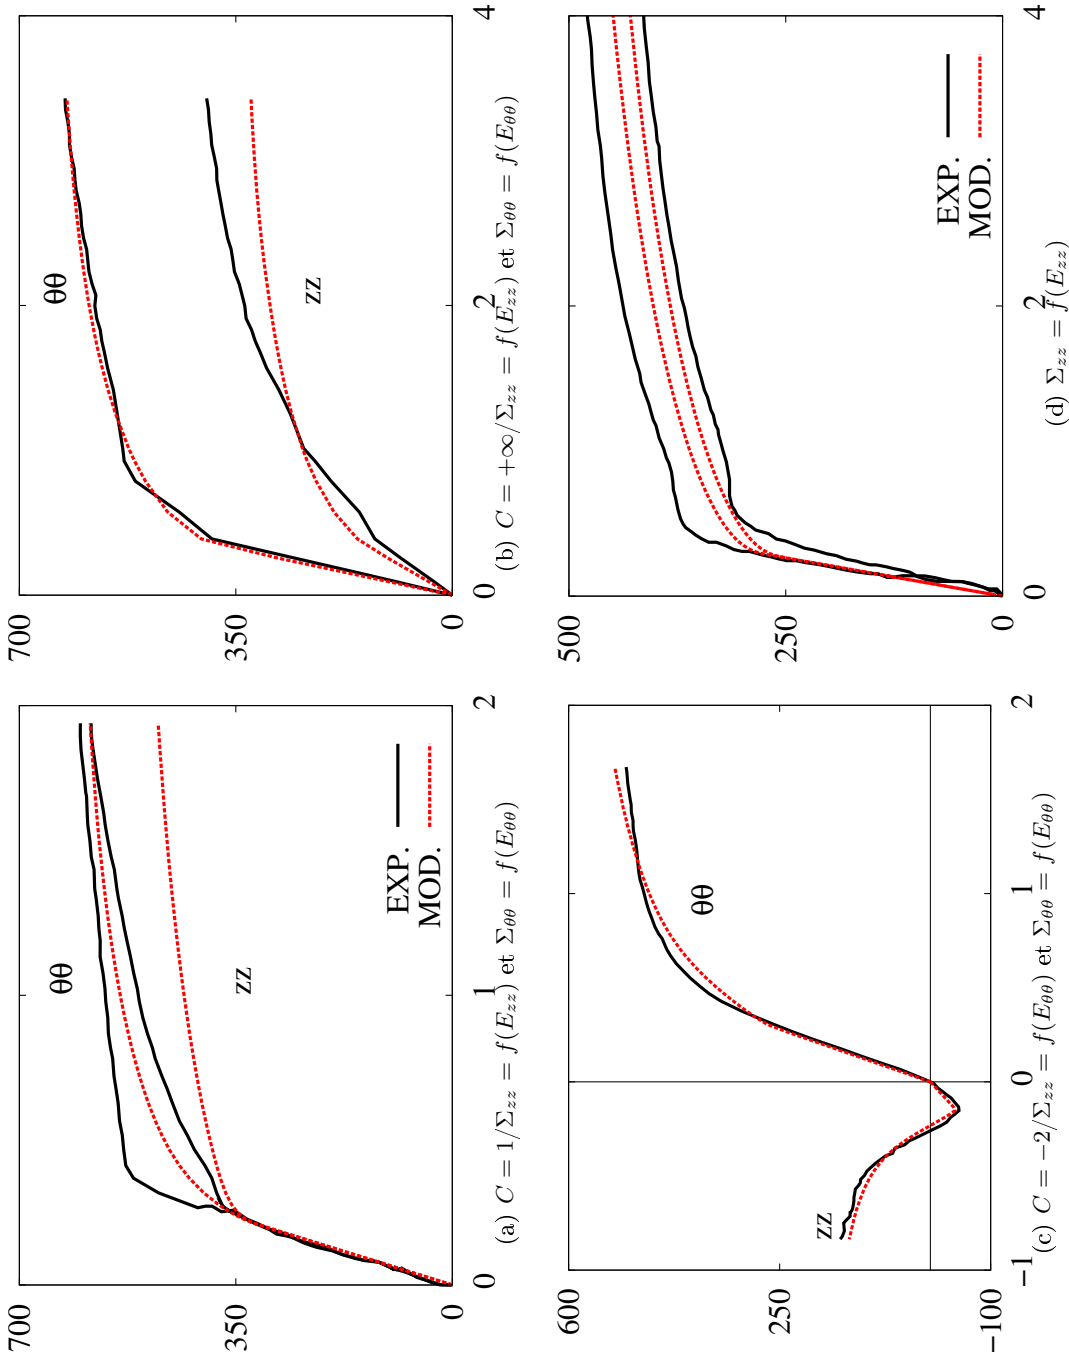 700
350
0
0
1
2
θθ
zz
EXP.
MOD.
(a) C = 1/Σzz = f(Ezz) et Σθθ = f(Eθθ)
700
350
0
0
2
4
θθ
zz
(b) C = +∞/Σzz = f(Ezz) et Σθθ = f(Eθθ)
600
250
−100
−1
0
1
2
θθ
zz
(c) C = −2/Σzz = f(Eθθ) et Σθθ = f(Eθθ)
500
250
0
0
2
4
EXP.
MOD.
(d) Σzz = f(Ezz)